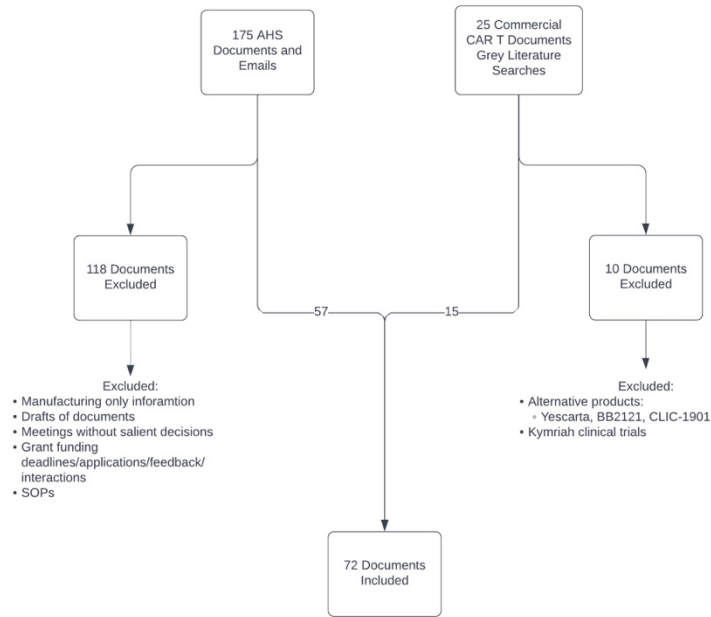 175 AHS
Documents and
Emails
25 Commercial
CAR T Documents
Grey Literature
Searches
118 Documents
Excluded
10 Documents
Excluded
57
15
Excluded:
• Manufacturing only inforamtion
• Drafts of documents
• Meetings without salient decisions
• Grant funding
deadlines/applications/feedback/
interactions
• SOPs
Excluded:
• Alternative products:
◦ Yescarta, BB2121, CLIC-1901
• Kymriah clinical trials
72 Documents
Included